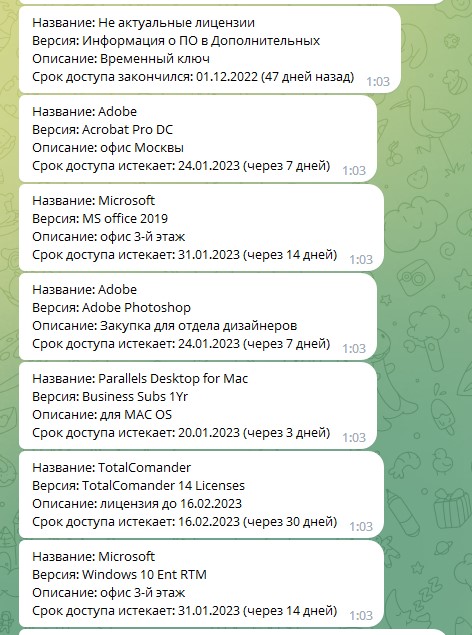 Название: Не актуальные лицензии
Версия: Информация о ПО в Дополнительных
Описание: Временный ключ
Срок доступа закончился: 01.12.2022 (47 дней назад)
1:03
Название: Adobe
Версия: Acrobat Pro DC
Описание: офис Москвы
Срок доступа истекает: 24.01.2023 (через 7 дней)
1:03
Название: Microsoft
Версия: MS office 2019
Описание: офис 3-й этаж
Срок доступа истекает: 31.01.2023 (через 14 дней)
1:03
Название: Adobe
Версия: Adobe Photoshop
Описание: Закупка для отдела дизайнеров
Срок доступа истекает: 24.01.2023 (через 7 дней)
1:03
Название: Parallels Desktop for Mac
Версия: Business Subs 1Yr
Описание: для MAC OS
Срок доступа истекает: 20.01.2023 (через 3 дней)
1:03
Название: TotalComander
Версия: TotalComander 14 Licenses
Описание: лицензия до 16.02.2023
Срок доступа истекает: 16.02.2023 (через 30 дней)
1:03
Название: Microsoft
Версия: Windows 10 Ent RTM
Описание: офис 3-й этаж
Срок доступа истекает: 31.01.2023 (через 14 дней)
1:03